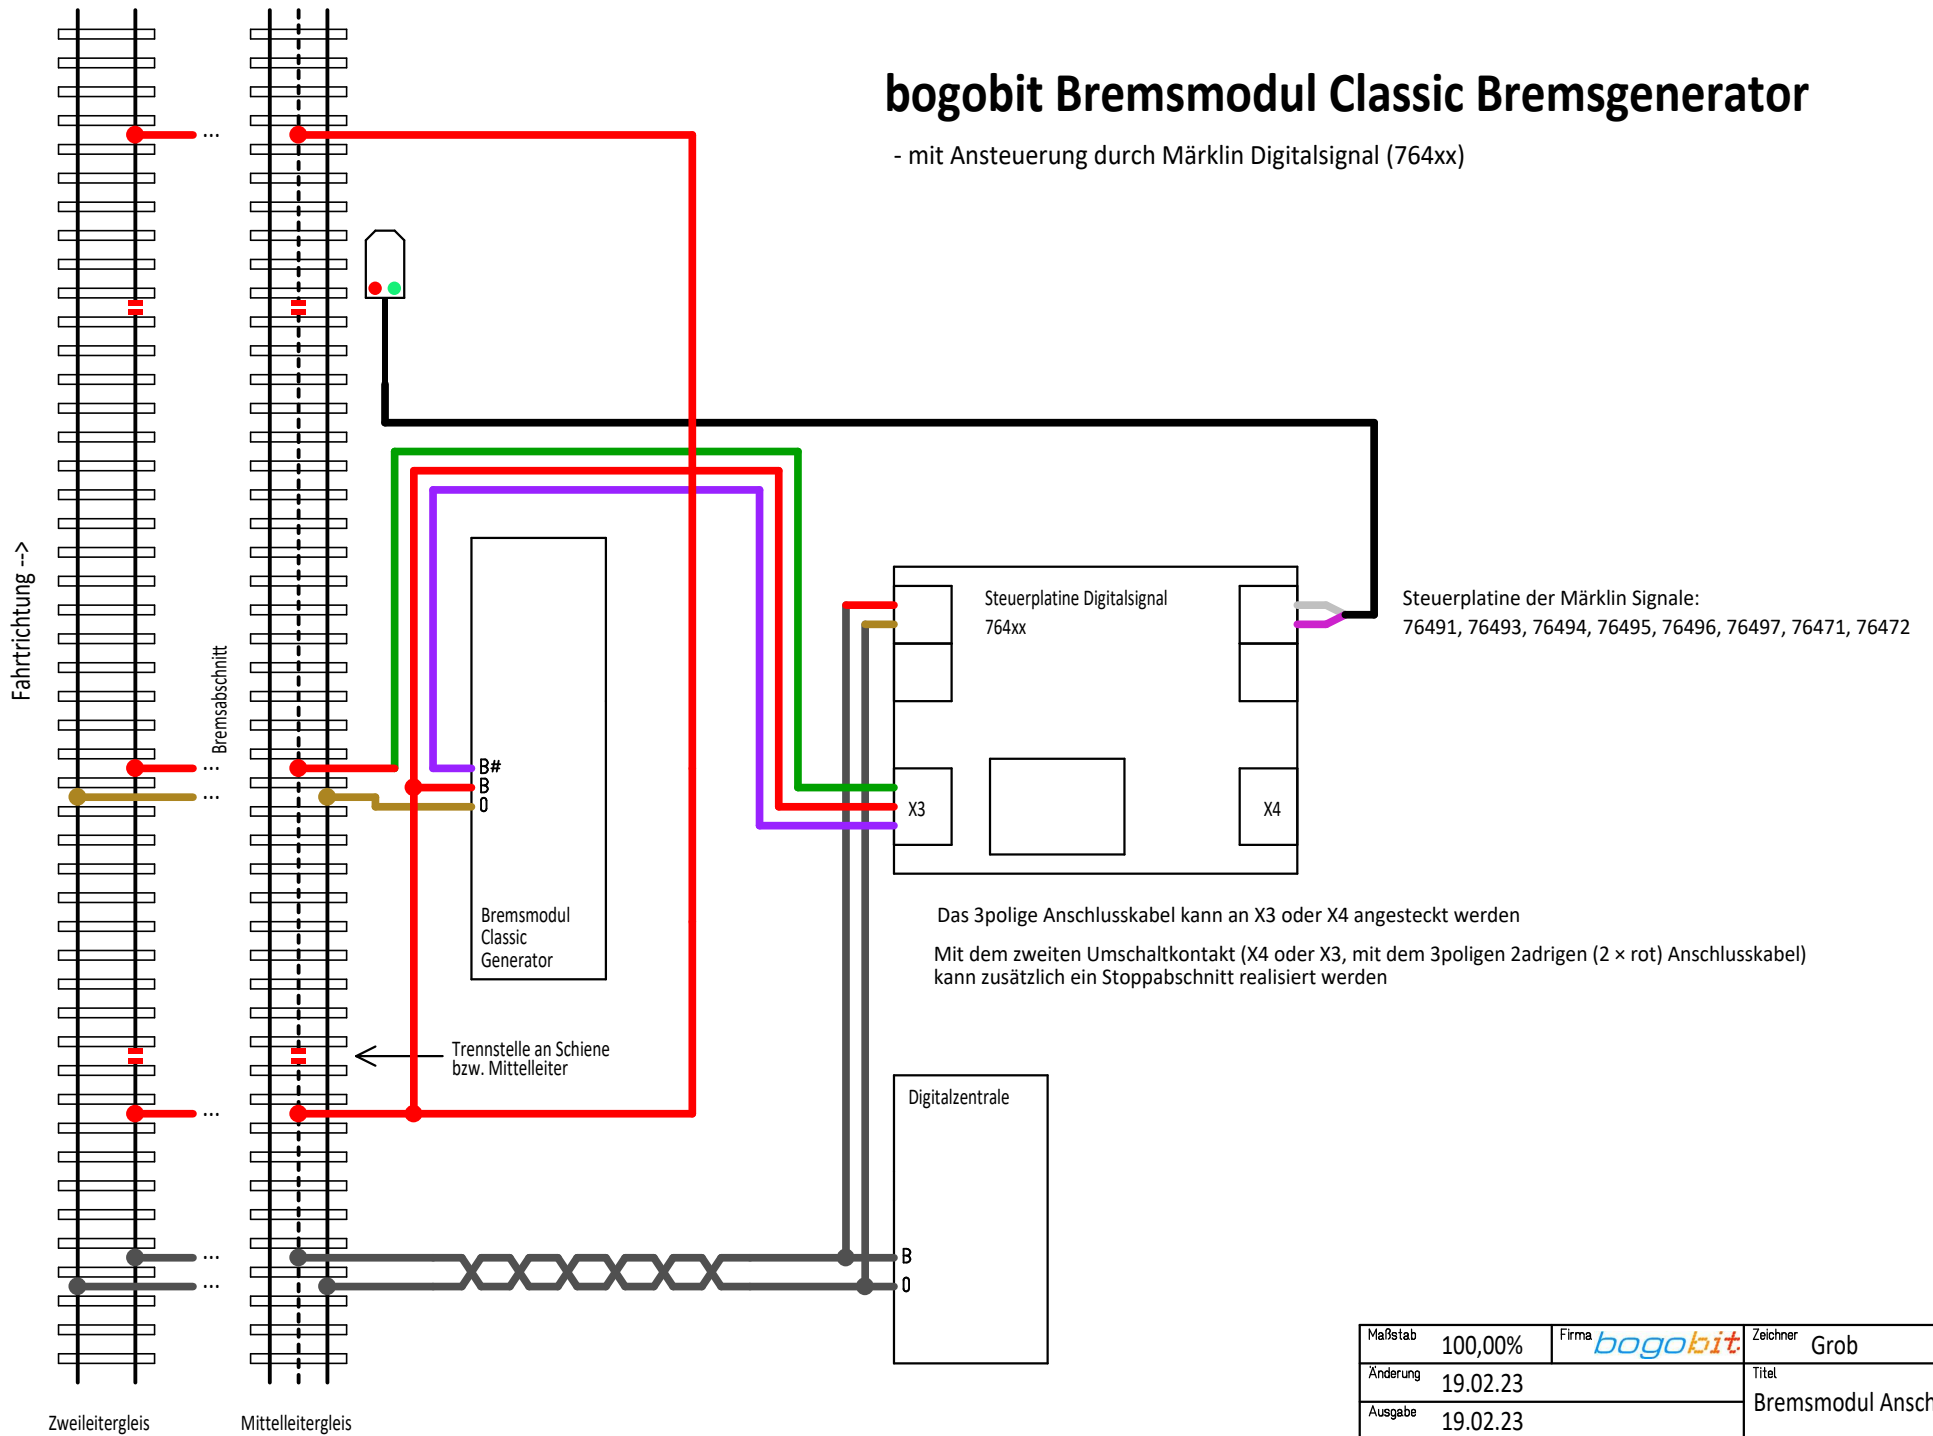 bogobit Bremsmodul Classic Bremsgenerator
- mit Ansteuerung durch Märklin Digitalsignal (764xx)
...
Fahrtrichtung -->
Bremsabschnitt
...
...
B#
B
0
Bremsmodul
Classic
Generator
Steuerplatine Digitalsignal
764xx
X3
X4
Steuerplatine der Märklin Signale:
76491, 76493, 76494, 76495, 76496, 76497, 76471, 76472
Das 3polige Anschlusskabel kann an X3 oder X4 angesteckt werden
Mit dem zweiten Umschaltkontakt (X4 oder X3, mit dem 3poligen 2adrigen (2 × rot) Anschlusskabel)
kann zusätzlich ein Stoppabschnitt realisiert werden
Trennstelle an Schiene
bzw. Mittelleiter
...
Digitalzentrale
...
...
B
0
Zweileitergleis
Mittelleitergleis
Maßstab 100,00%
Firma bogobit
Zeichner Grob
Änderung 19.02.23
Titel
Bremsmodul Ansch
Ausgabe 19.02.23